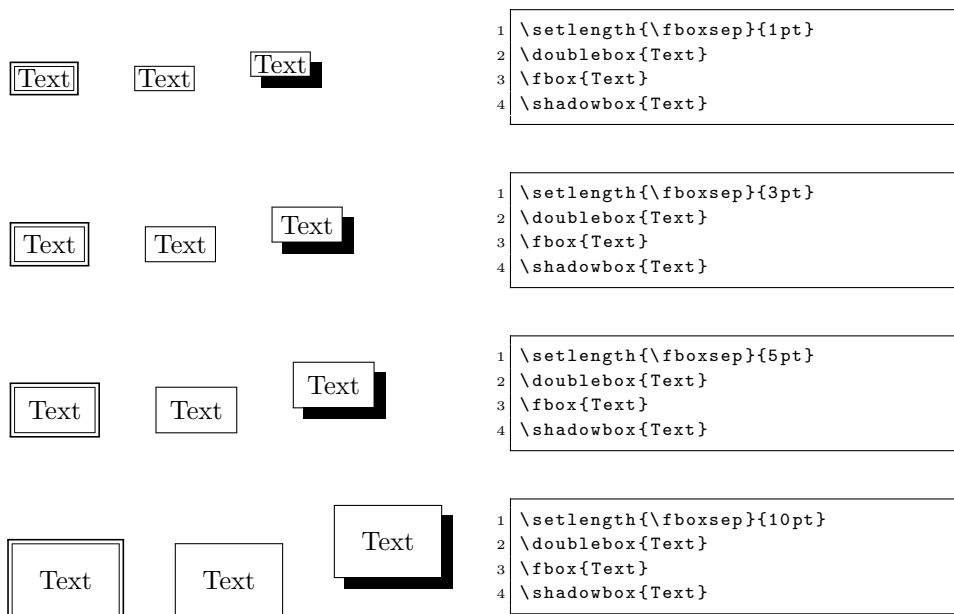 Text Text Text
1 \setlength{\fboxsep}{1pt}
2 \doublebox{Text}
3 \fbox{Text}
4 \shadowbox{Text}
Text Text Text
1 \setlength{\fboxsep}{3pt}
2 \doublebox{Text}
3 \fbox{Text}
4 \shadowbox{Text}
Text Text Text
1 \setlength{\fboxsep}{5pt}
2 \doublebox{Text}
3 \fbox{Text}
4 \shadowbox{Text}
Text Text Text
1 \setlength{\fboxsep}{10pt}
2 \doublebox{Text}
3 \fbox{Text}
4 \shadowbox{Text}